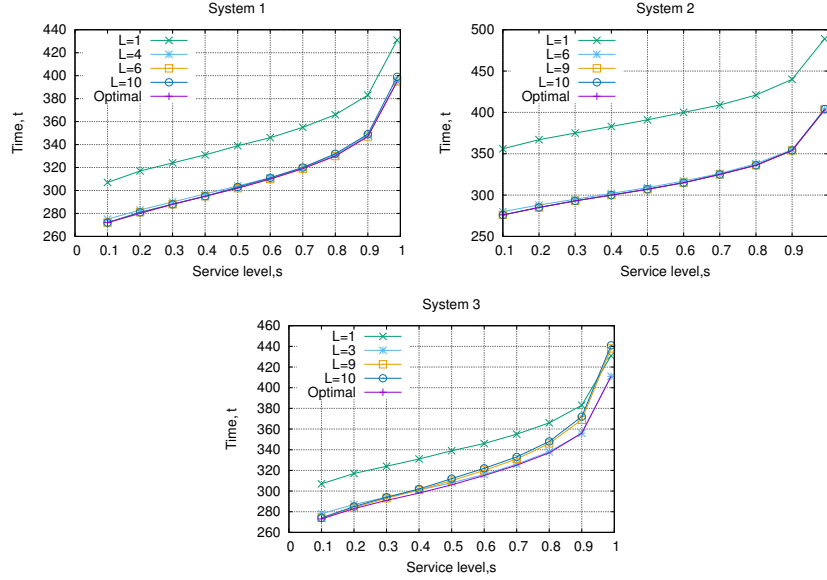 System 1
L=1
L=4
L=6
L=10
Optimal
440
420
400
380
360
340
320
300
280
260
0 0.1 0.2 0.3 0.4 0.5 0.6 0.7 0.8 0.9 1
Time, t
Service level,s
System 2
L=1
L=6
L=9
L=10
Optimal
500
450
400
350
300
250
0.1 0.2 0.3 0.4 0.5 0.6 0.7 0.8 0.9
Time, t
Service level,s
System 3
L=1
L=3
L=9
L=10
Optimal
460
440
420
400
380
360
340
320
300
280
260
0 0.1 0.2 0.3 0.4 0.5 0.6 0.7 0.8 0.9 1
Time, t
Service level,s